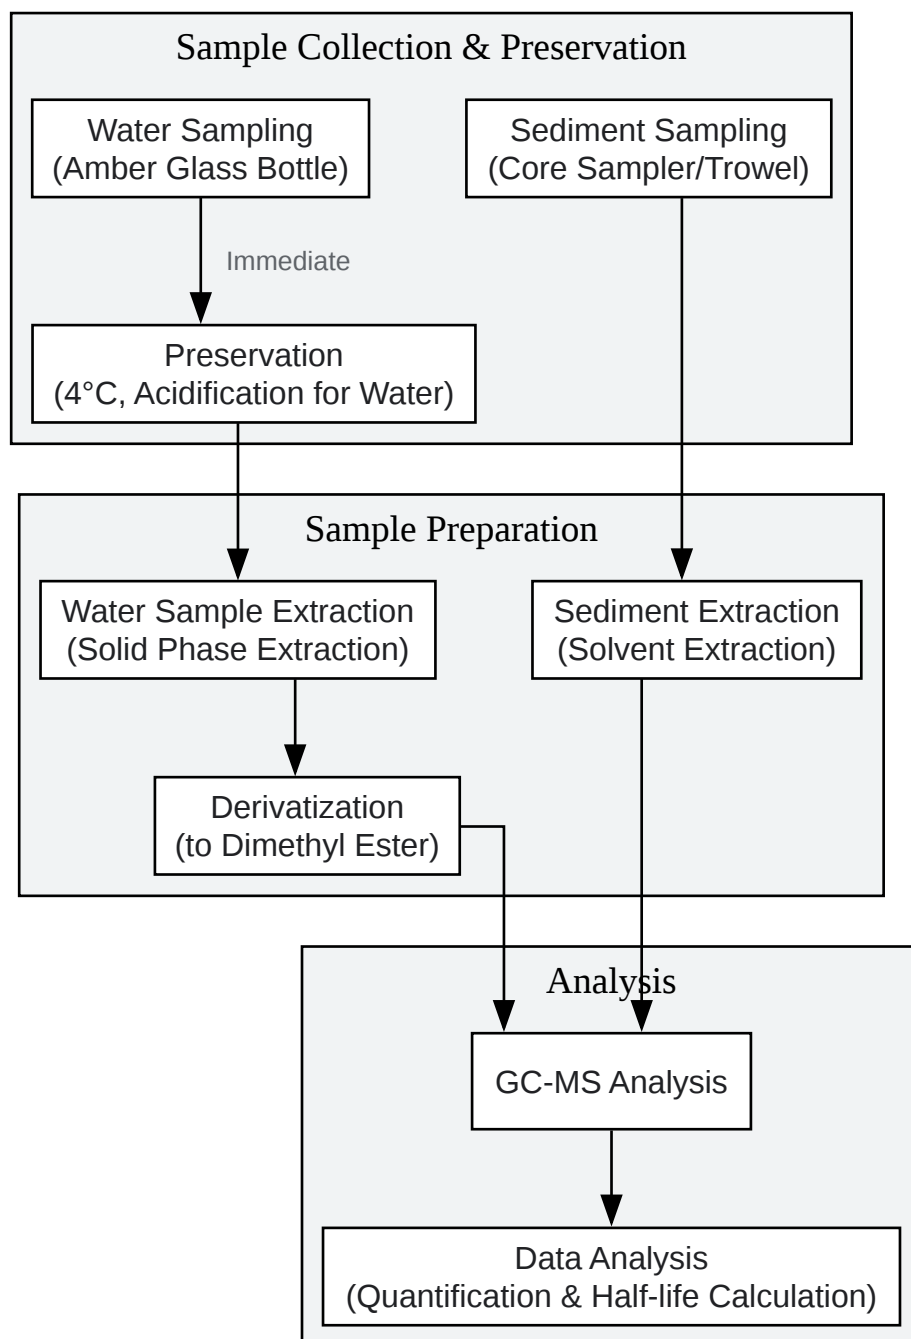 Sample Collection & Preservation
Water Sampling
(Amber Glass Bottle)
Sediment Sampling
(Core Sampler/Trowel)
Immediate
Preservation
(4°C, Acidification for Water)
Sample Preparation
Water Sample Extraction
(Solid Phase Extraction)
Sediment Extraction
(Solvent Extraction)
Derivatization
(to Dimethyl Ester)
Analysis
GC-MS Analysis
Data Analysis
(Quantification & Half-life Calculation)